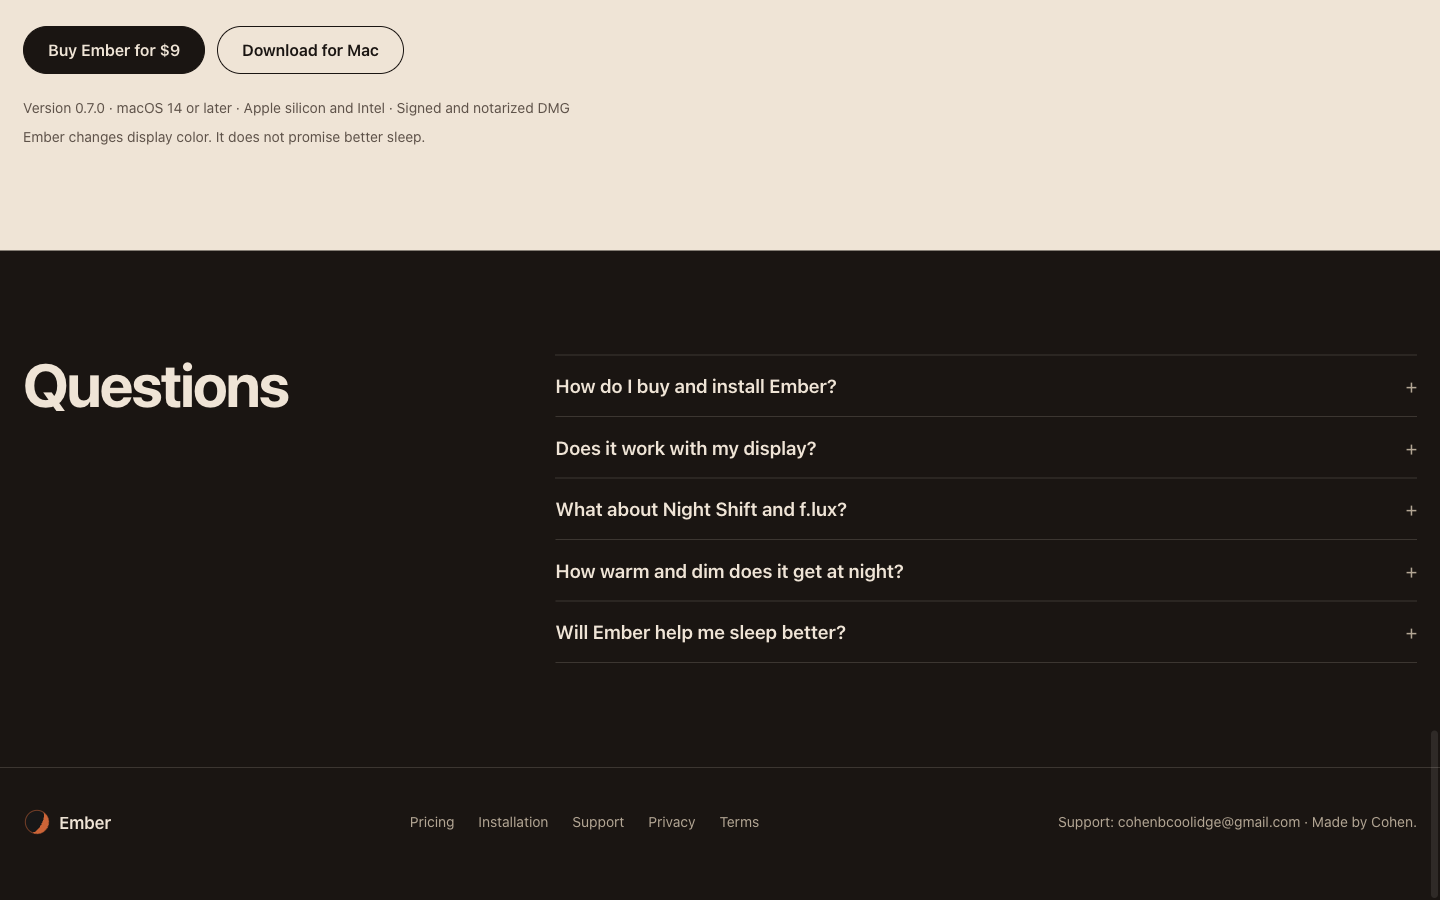 Buy Ember for $9
Download for Mac
Version 0.7.0 · macOS 14 or later · Apple silicon and Intel · Signed and notarized DMG
Ember changes display color. It does not promise better sleep.
Questions
How do I buy and install Ember? +
Does it work with my display? +
What about Night Shift and f.lux? +
How warm and dim does it get at night? +
Will Ember help me sleep better? +
Ember
Pricing Installation Support Privacy Terms
Support: cohenbcoolidge@gmail.com · Made by Cohen.